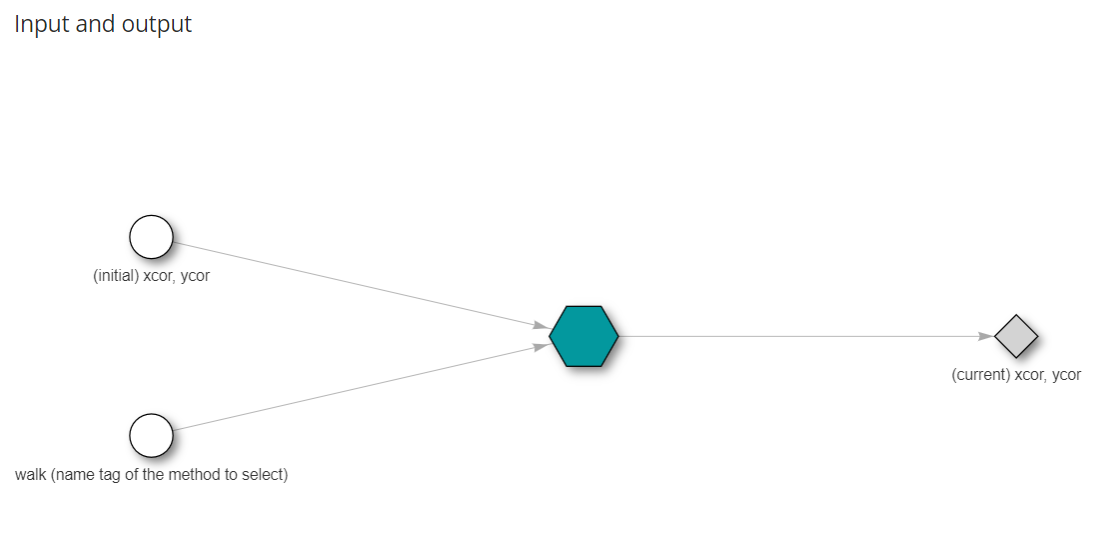 Input and output
(initial) xcor, ycor
(current) xcor, ycor
walk (name tag of the method to select)